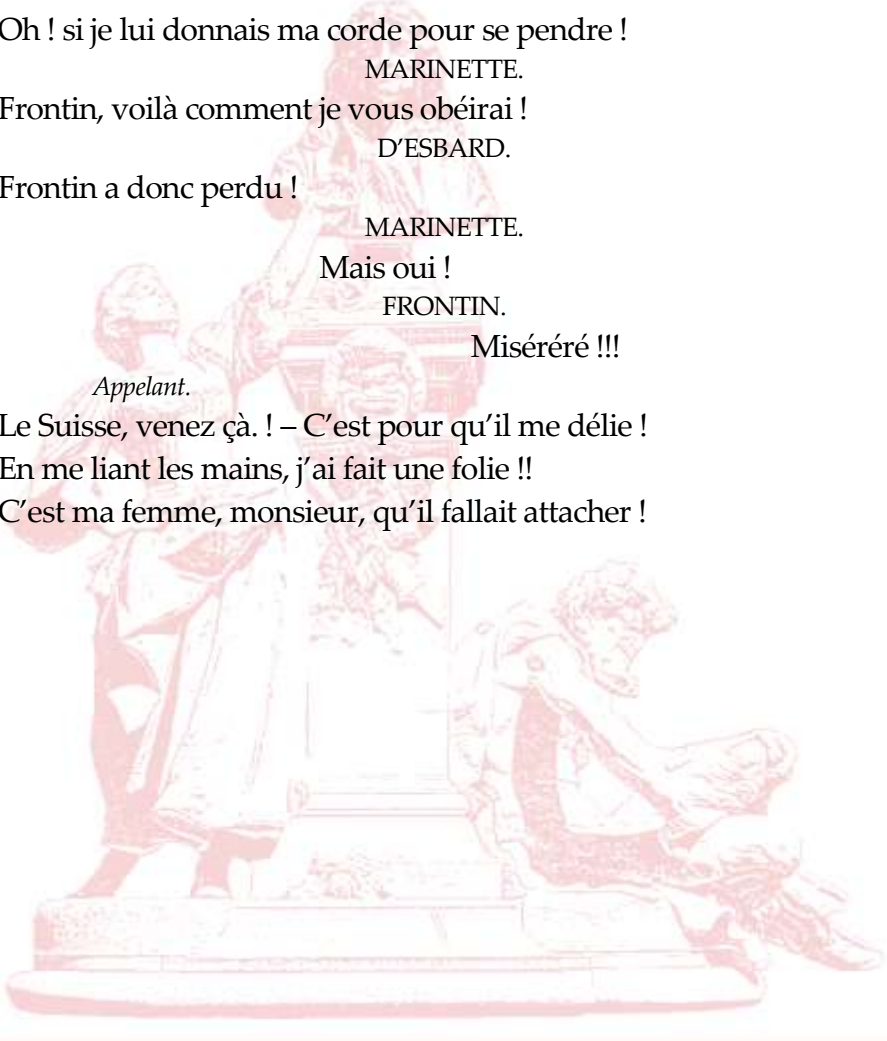 Oh ! si je lui donnais ma corde pour se pendre !
MARINETTE.
Frontin, voilà comment je vous obéirai !
D’ESBARD.
Frontin a donc perdu !
MARINETTE.
Mais oui !
FRONTIN.
Miséréré !!!
Appelant.
Le Suisse, venez çà. ! – C’est pour qu’il me délie !
En me liant les mains, j’ai fait une folie !!
C’est ma femme, monsieur, qu’il fallait attacher !